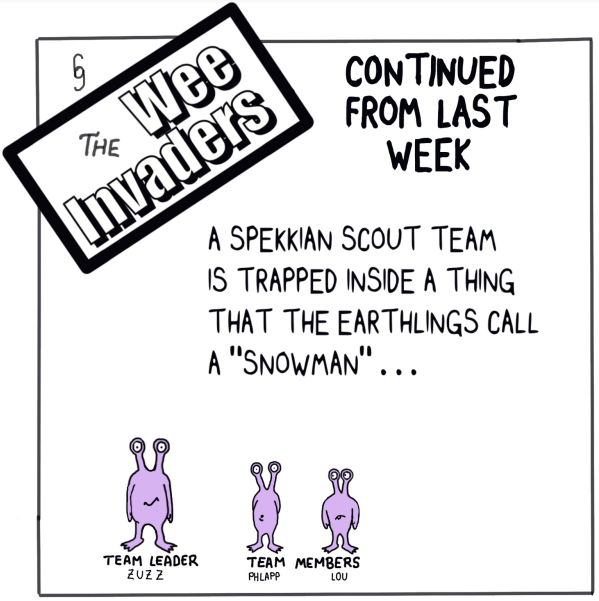 THE
Wee
Invaders
CONTINUED
FROM LAST
WEEK
A SPEKKIAN SCOUT TEAM
IS TRAPPED INSIDE A THING
THAT THE EARTHLINGS CALL
A "SNOWMAN"...
TEAM LEADER
ZUZZ
TEAM MEMBERS
PHLAPP LOU